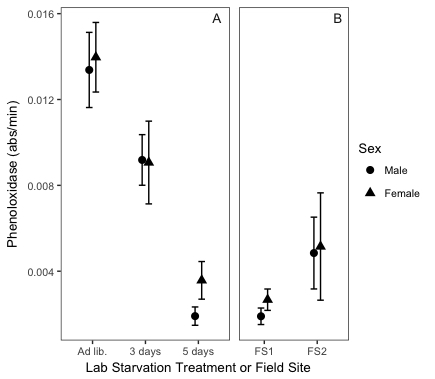 A
B
0.016
0.012
0.008
0.004
Phenoloxidase (abs/min)
Ad lib.
3 days
5 days
FS1
FS2
Lab Starvation Treatment or Field Site
Sex
Male
Female